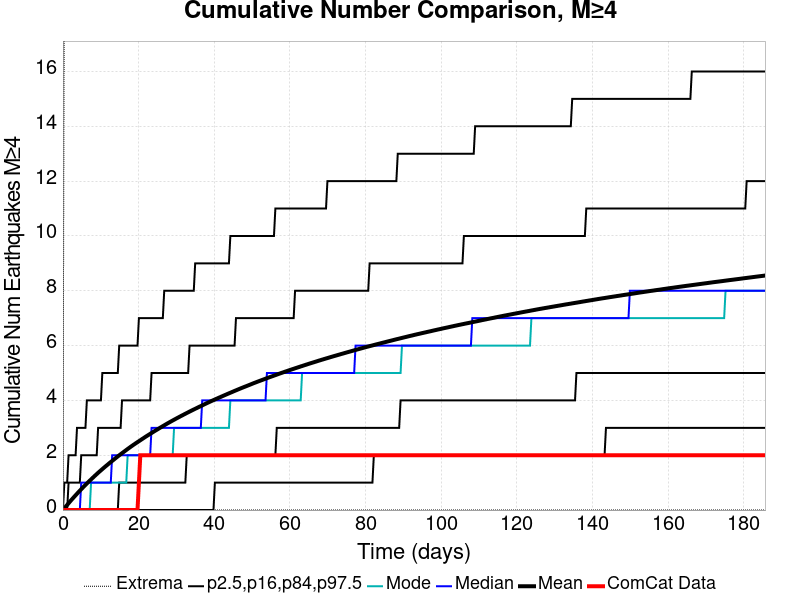 Cumulative Number Comparison, M≥4
Cumulative Num Earthquakes M≥4
16
14
12
10
8
6
4
2
0
0 20 40 60 80 100 120 140 160 180
Time (days)
Extrema p2.5,p16,p84,p97.5 Mode Median Mean ComCat Data